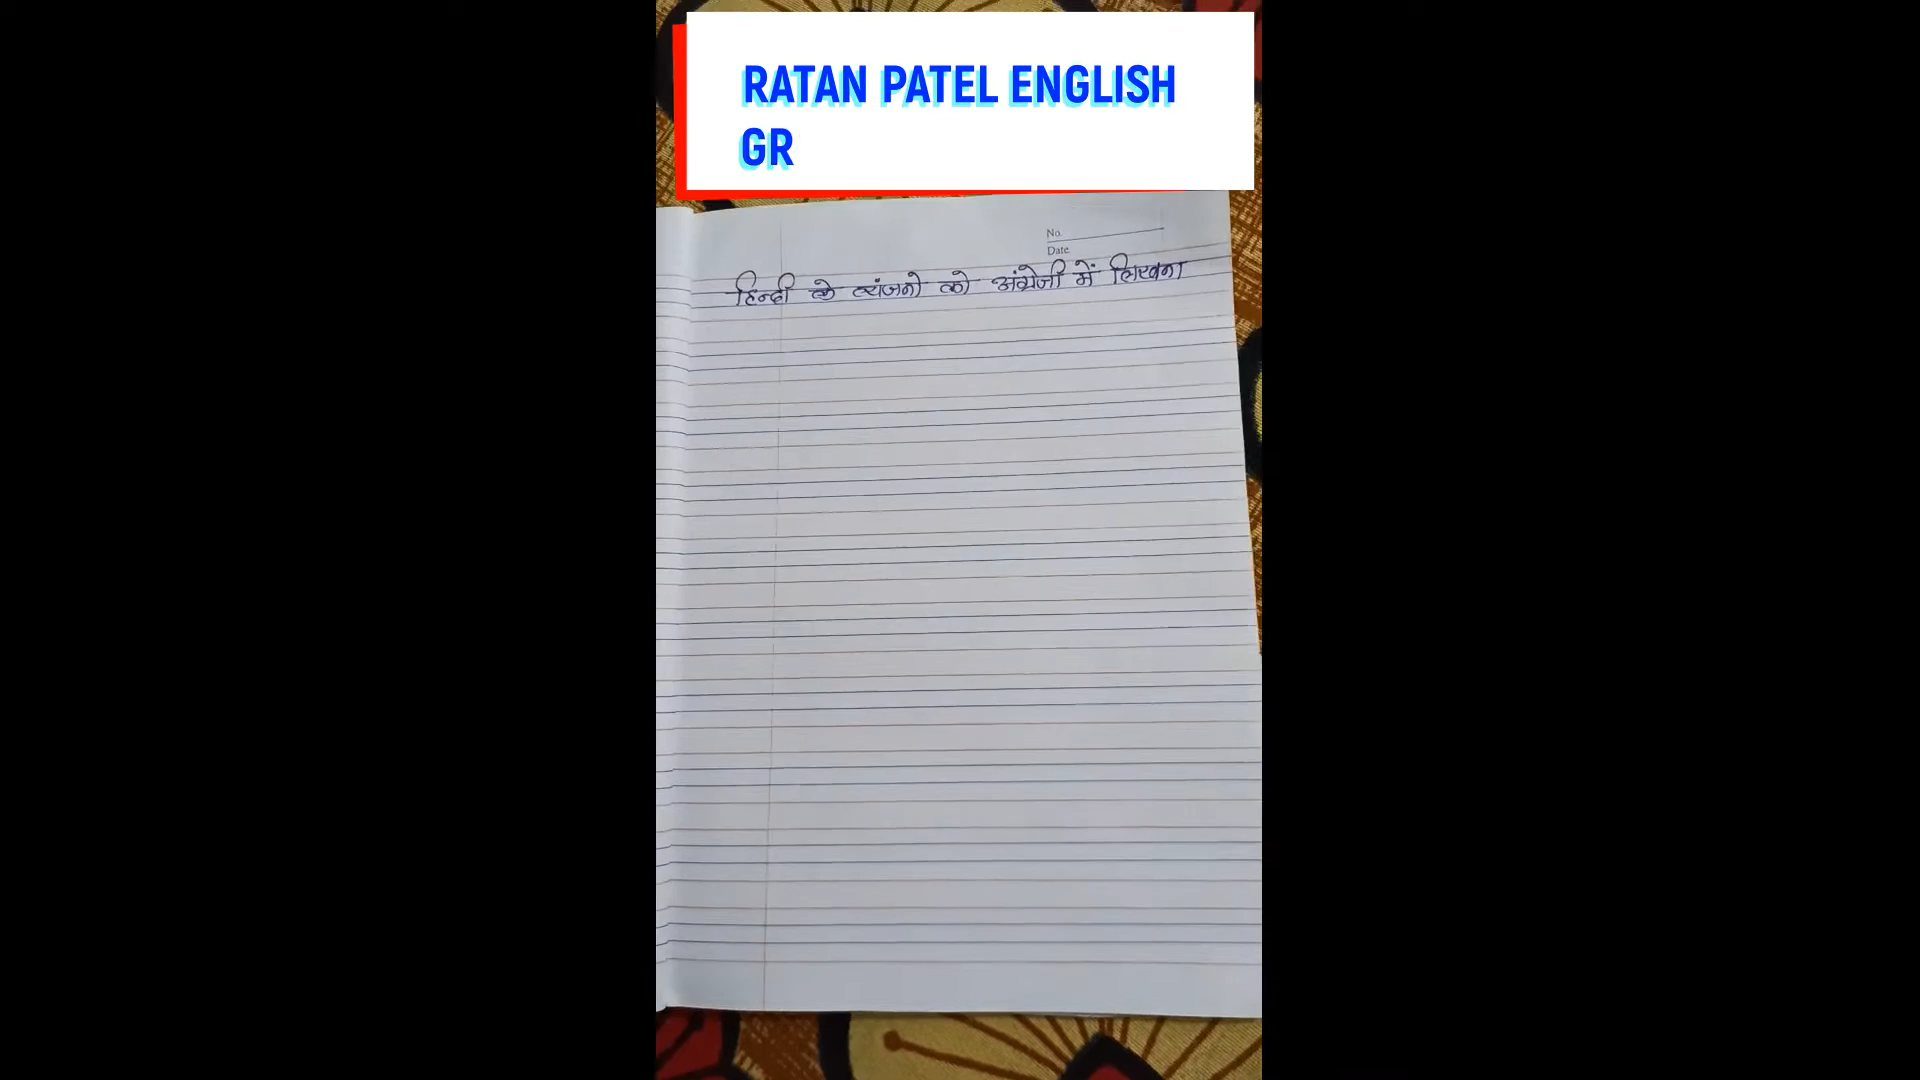 RATAN PATEL ENGLISH
GR
No.
Date
हिन्दी के व्यंजनो को अंग्रेजी में लिखना